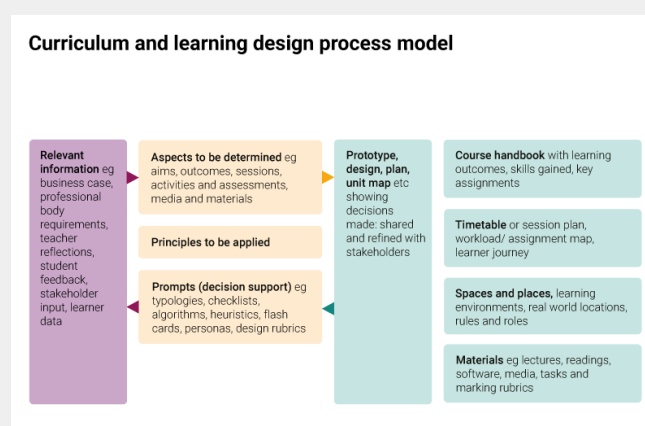 Curriculum and learning design process model
Relevant
information eg
business case,
professional
body
requirements,
teacher
reflections,
student
feedback,
stakeholder
input, learner
data
Aspects to be determined eg
aims, outcomes, sessions,
activities and assessments,
media and materials
Principles to be applied
Prompts (decision support) eg
typologies, checklists,
algorithms, heuristics, flash
cards, personas, design rubrics
Prototype,
design, plan,
unit map etc
showing
decisions
made: shared
and refined with
stakeholders
Course handbook with learning
outcomes, skills gained, key
assignments
Timetable or session plan,
workload/ assignment map,
learner journey
Spaces and places, learning
environments, real world locations,
rules and roles
Materials eg lectures, readings,
software, media, tasks and
marking rubrics